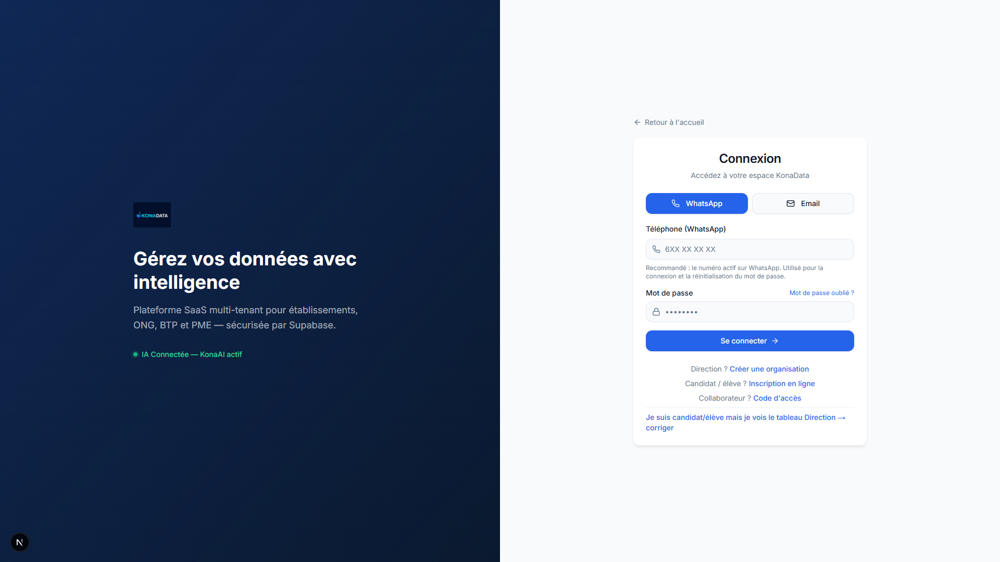 KONADATA
Gérez vos données avec
intelligence
Plateforme SaaS multi-tenant pour établissements,
ONG, BTP et PME — sécurisée par Supabase.
IA Connectée — KonaAI actif
N
Retour à l'accueil
Connexion
Accédez à votre espace KonaData
WhatsApp
Email
Téléphone (WhatsApp)
6XX XX XX XX
Recommandé : le numéro actif sur WhatsApp. Utilisé pour la
connexion et la réinitialisation du mot de passe.
Mot de passe
Mot de passe oublié ?
••••••••
Se connecter →
Direction ? Créer une organisation
Candidat / élève ? Inscription en ligne
Collaborateur ? Code d'accès
Je suis candidat/élève mais je vois le tableau Direction →
corriger